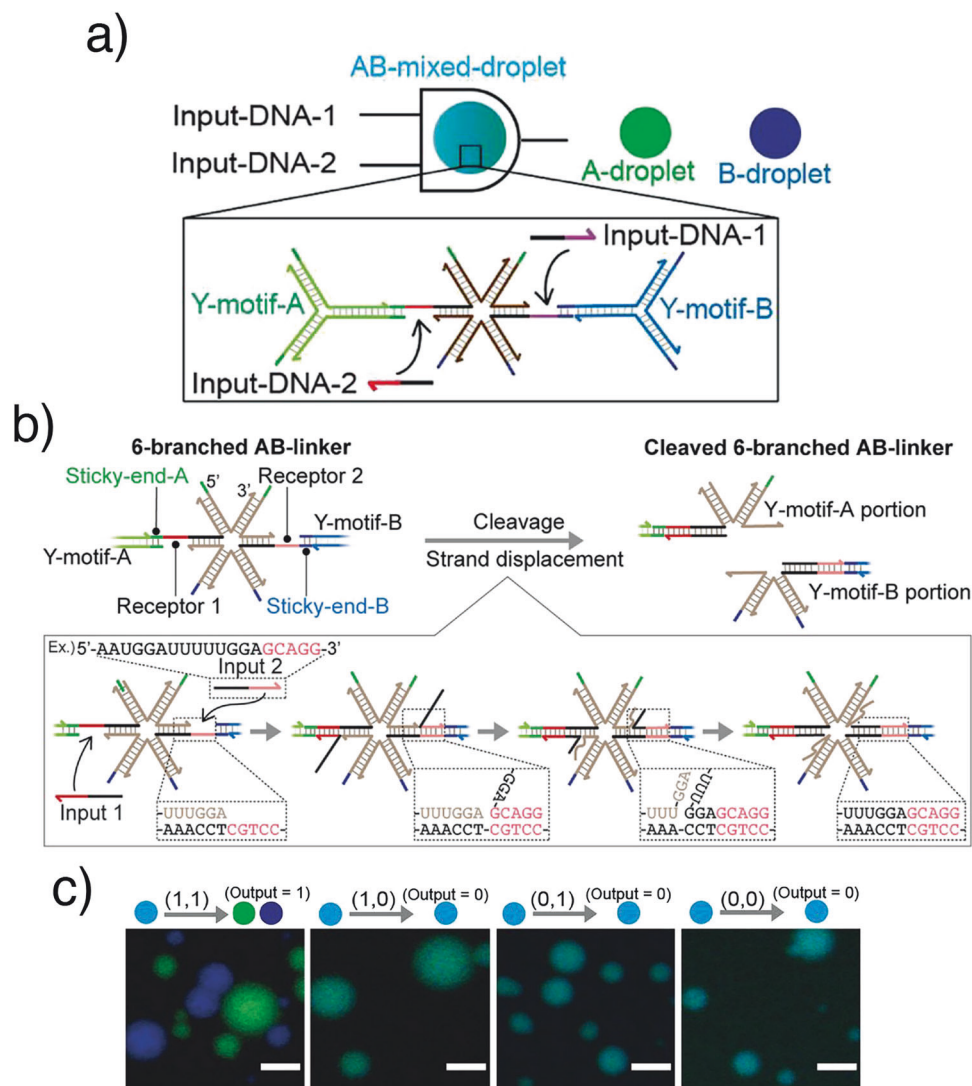 a)
AB-mixed-droplet
Input-DNA-1
Input-DNA-2
A-droplet
B-droplet
Input-DNA-1
Y-motif-A
Y-motif-B
Input-DNA-2
b)
6-branched AB-linker
Cleaved 6-branched AB-linker
Sticky-end-A
5’
3’
Receptor 2
Y-motif-A
Y-motif-B
Receptor 1
Sticky-end-B
Cleavage
Strand displacement
Y-motif-A portion
Y-motif-B portion
Ex.) 5’-AAUGGAUUUUUGGAGCAGG-3’
Input 2
Input 1
UUUGGA
AAACCTCGTCC-
-GGA-
UUUGGA GCAGG
AAACCT-CGTCC-
GGA
-UUU-
UUU GGAGCAGG
AAA-CCTCGTCC-
UUUGGAGCAGG
AAACCTCGTCC-
c)
(1,1) (Output = 1)
(1,0) (Output = 0)
(0,1) (Output = 0)
(0,0) (Output = 0)